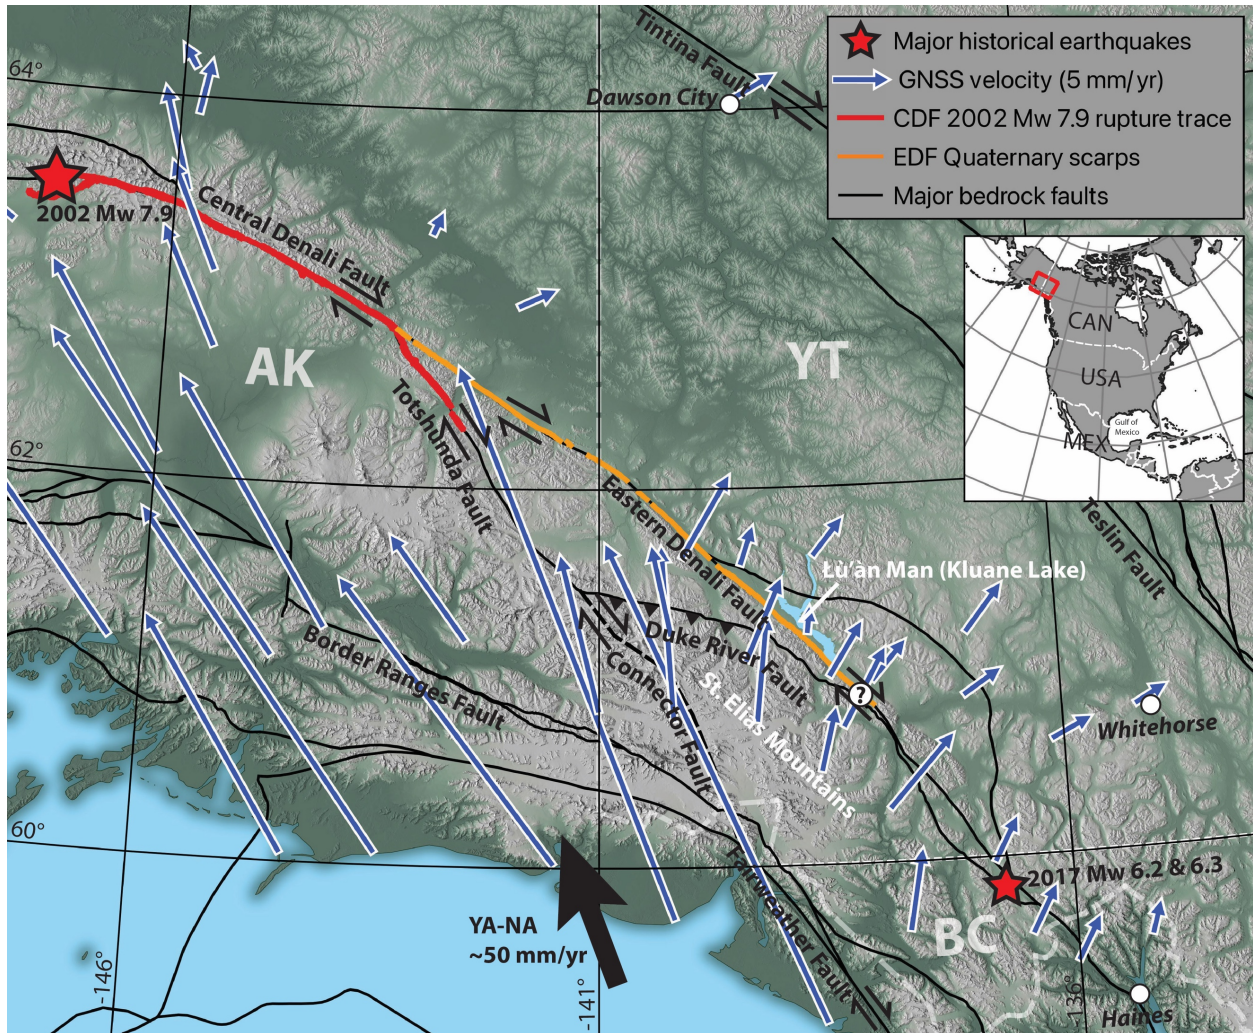 Major historical earthquakes
GNSS velocity (5 mm/yr)
CDF 2002 Mw 7.9 rupture trace
EDF Quaternary scarps
Major bedrock faults
Tintina Fault
Dawson City
64°
2002 Mw 7.9
Central Denali Fault
AK
YT
CAN
USA
MEX
Gulf of
Mexico
Totshunda Fault
62°
Eastern Denali Fault
Teslin Fault
Łù'àn Män (Kluane Lake)
Duke River Fault
Border Ranges Fault
Connector Fault
St. Elias Mountains
?
Whitehorse
60°
2017 Mw 6.2 & 6.3
Fairweather Fault
YA-NA
~50 mm/yr
BC
-146°
-141°
-136°
Haines